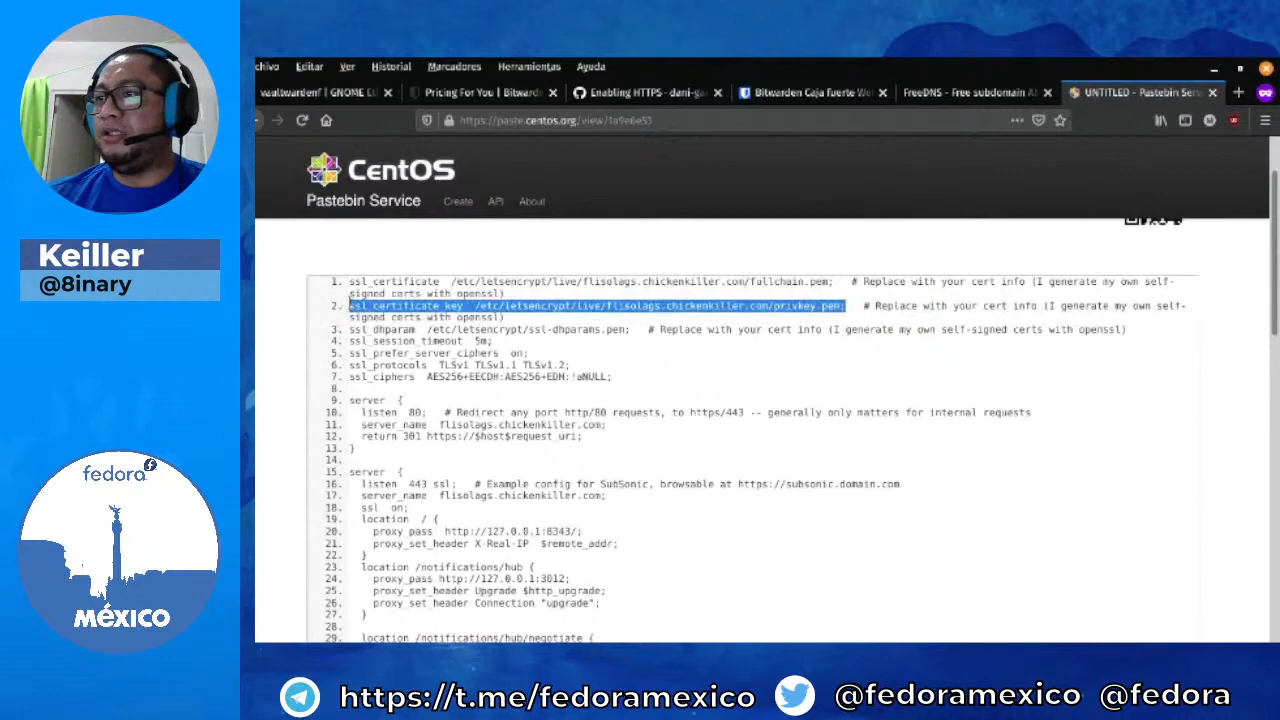 Keiller
@8inary
fedora
MÉXICO
chivo Editar Ver Historial Marcadores Herramientas Ayuda
vaultwardenf | GNOME E
Pricing For You | Bitward
Enabling HTTPS - dani-ga
Bitwarden Caja Fuerte We
FreeDNS - Free subdomain A
UNTITLED - Pastebin Serv
https://paste.centos.org/view/1a9e6e53
CentOS
Pastebin Service Create API About
1. ssl_certificate /etc/letsencrypt/live/flisolags.chickenkiller.com/fullchain.pem; # Replace with your cert info (I generate my own self-
signed certs with openssl)
2. ssl_certificate_key /etc/letsencrypt/live/flisolags.chickenkiller.com/privkey.pem; # Replace with your cert info (I generate my own self-
signed certs with openssl)
3. ssl_dhparam /etc/letsencrypt/ssl-dhparams.pem; # Replace with your cert info (I generate my own self-signed certs with openssl)
4. ssl_session_timeout 5m;
5. ssl_prefer_server_ciphers on;
6. ssl_protocols TLSv1 TLSv1.1 TLSv1.2;
7. ssl_ciphers AES256+EECDH:AES256+EDH:!aNULL;
8.
9. server {
10. listen 80; # Redirect any port http/80 requests, to https/443 -- generally only matters for internal requests
11. server_name flisolags.chickenkiller.com;
12. return 301 https://$host$request_uri;
13. }
14.
15. server {
16. listen 443 ssl; # Example config for SubSonic, browsable at https://subsonic.domain.com
17. server_name flisolags.chickenkiller.com;
18. ssl on;
19. location / {
20. proxy_pass http://127.0.0.1:8343/;
21. proxy_set_header X-Real-IP $remote_addr;
22. }
23. location /notifications/hub {
24. proxy_pass http://127.0.0.1:3012;
25. proxy_set_header Upgrade $http_upgrade;
26. proxy_set_header Connection "upgrade";
27. }
28.
29. location /notifications/hub/negotiate {
https://t.me/fedoramexico @fedoramexico @fedora